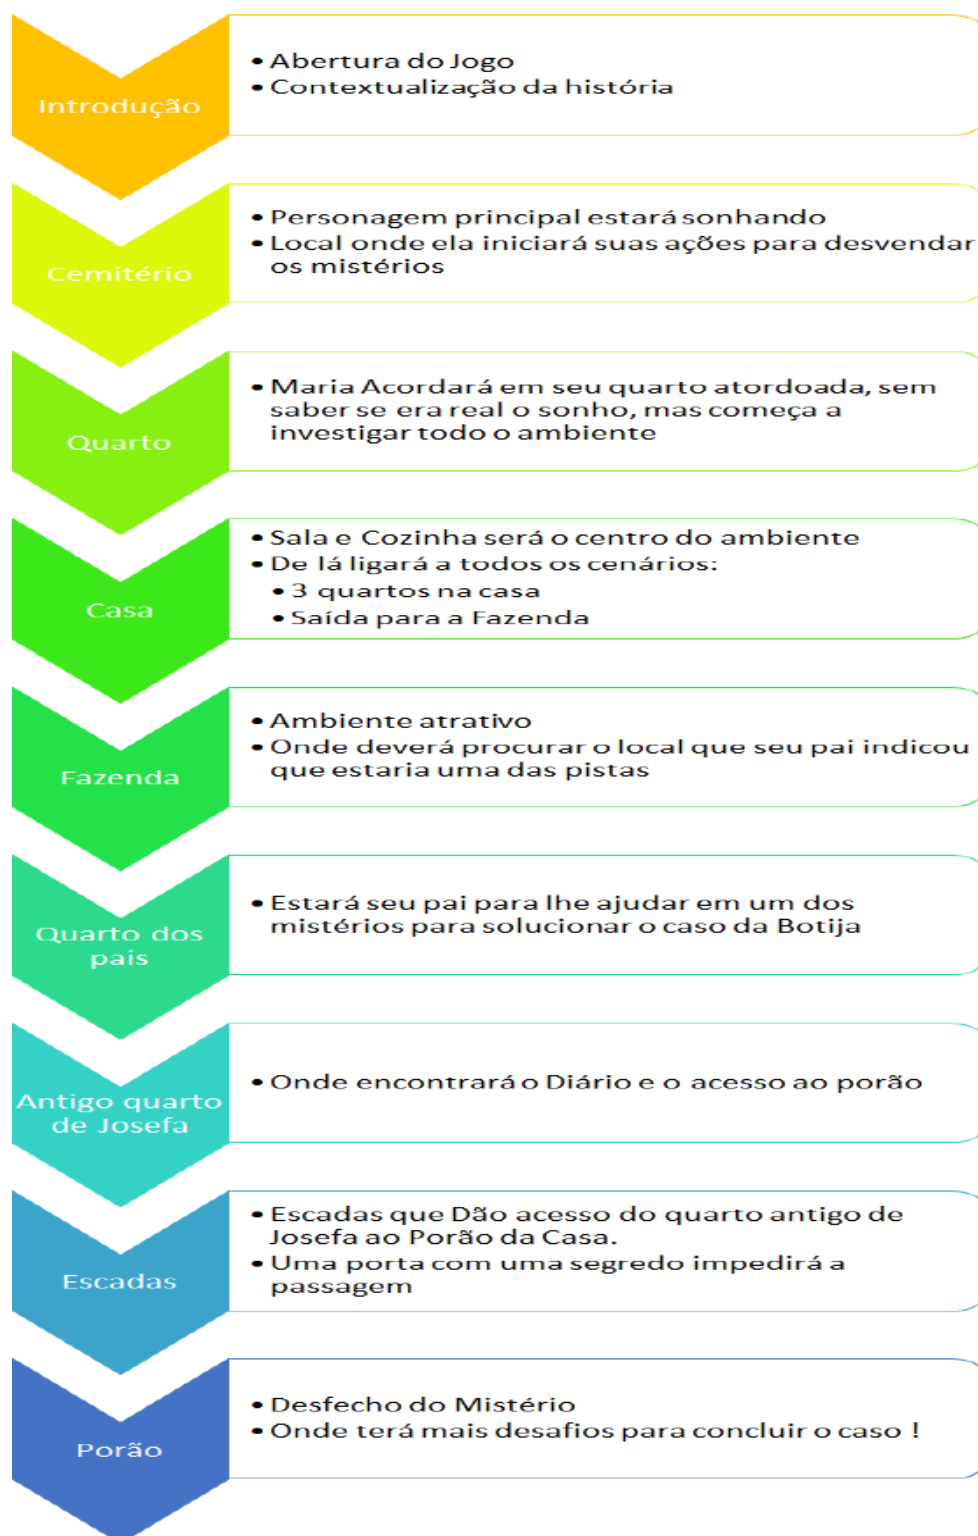 Introdução
• Abertura do Jogo
• Contextualização da história
Cemitério
• Personagem principal estará sonhando
• Local onde ela iniciará suas ações para desvendar
os mistérios
Quarto
• Maria Acordará em seu quarto atordoada, sem
saber se era real o sonho, mas começa a
investigar todo o ambiente
Casa
• Sala e Cozinha será o centro do ambiente
• De lá ligará a todos os cenários:
• 3 quartos na casa
• Saída para a Fazenda
Fazenda
• Ambiente atrativo
• Onde deverá procurar o local que seu pai indicou
que estaria uma das pistas
Quarto dos
pais
• Estará seu pai para lhe ajudar em um dos
mistérios para solucionar o caso da Botija
Antigo quarto
de Josefa
• Onde encontrará o Diário e o acesso ao porão
Escadas
• Escadas que Dão acesso do quarto antigo de
Josefa ao Porão da Casa.
• Uma porta com uma segredo impedirá a
passagem
Porão
• Desfecho do Mistério
• Onde terá mais desafios para concluir o caso !